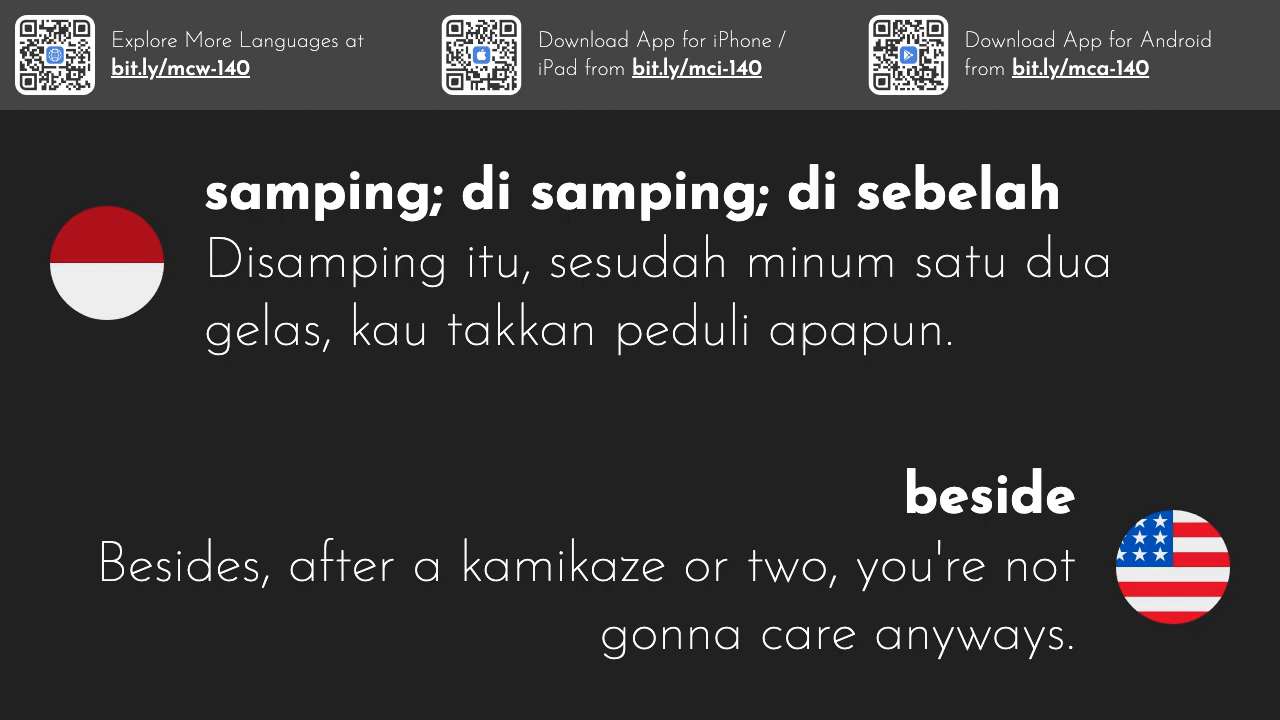 Explore More Languages at
bit.ly/mcw-140
Download App for iPhone /
iPad from bit.ly/mci-140
Download App for Android
from bit.ly/mca-140
samping; di samping; di sebelah
Disamping itu, sesudah minum satu dua
gelas, kau takkan peduli apapun.
beside
Besides, after a kamikaze or two, you're not
gonna care anyways.